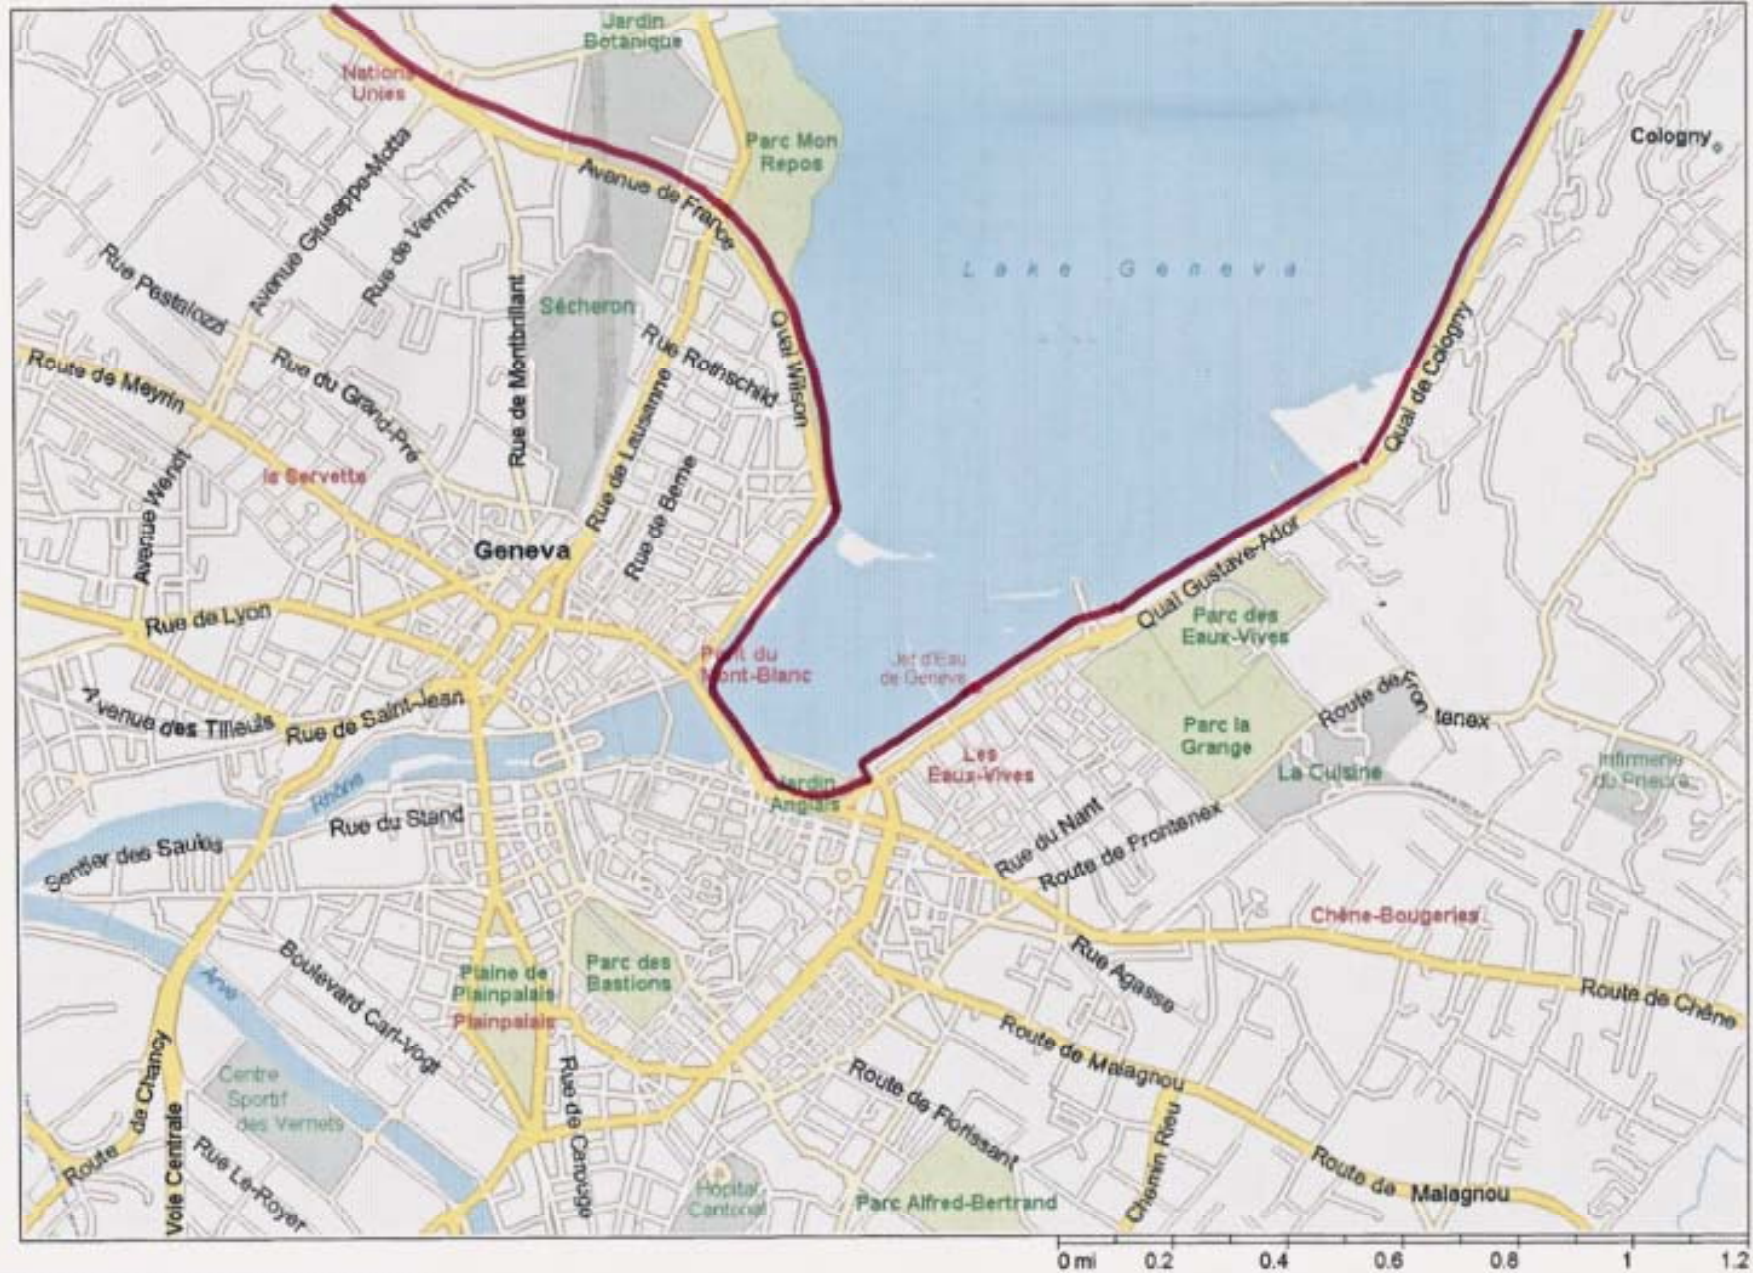 Jardin
Botanique
Nations
Unies
Parc Mon
Repos
Cologny
Avenue de France
Avenue Giuseppe-Motta
Rue de Vermont
Rue Pestalozzi
Lake Geneva
Sécheron
Rue de Montbrillant
Quai Wilson
Rue Rothschild
Route de Meyrin
Rue du Grand-Pré
Rue de Lausanne
Quai de Cologny
la Servette
Avenue Wendt
Rue de Berne
Geneva
Quai Gustave-Ador
Rue de Lyon
Parc des
Eaux-Vives
Pont du
Mont-Blanc
Jet d'Eau
de Genève
Avenue des Tilleuls
Rue de Saint-Jean
Route de Fron
tenex
Parc la
Grange
Les
Eaux-Vives
La Cuisine
Infirmerie
du Prieuré
Rhône
Jardin
Anglais
Rue du Stand
Sentier des Saules
Rue du Nant
Route de Frontenex
Chêne-Bougeries
Rue Agasse
Boulevard Carl-Vogt
Plaine de
Plainpalais
Plainpalais
Parc des
Bastions
Arve
Route de Chêne
Route de Malagnou
Route de Florissant
Centre
Sportif
des Vernets
Route de Chancy
Voie Centrale
Rue Le-Royer
Rue de Carouge
Hôpital
Cantonal
Parc Alfred-Bertrand
Chemin Rieu
Route de Malagnou
0 mi 0.2 0.4 0.6 0.8 1 1.2